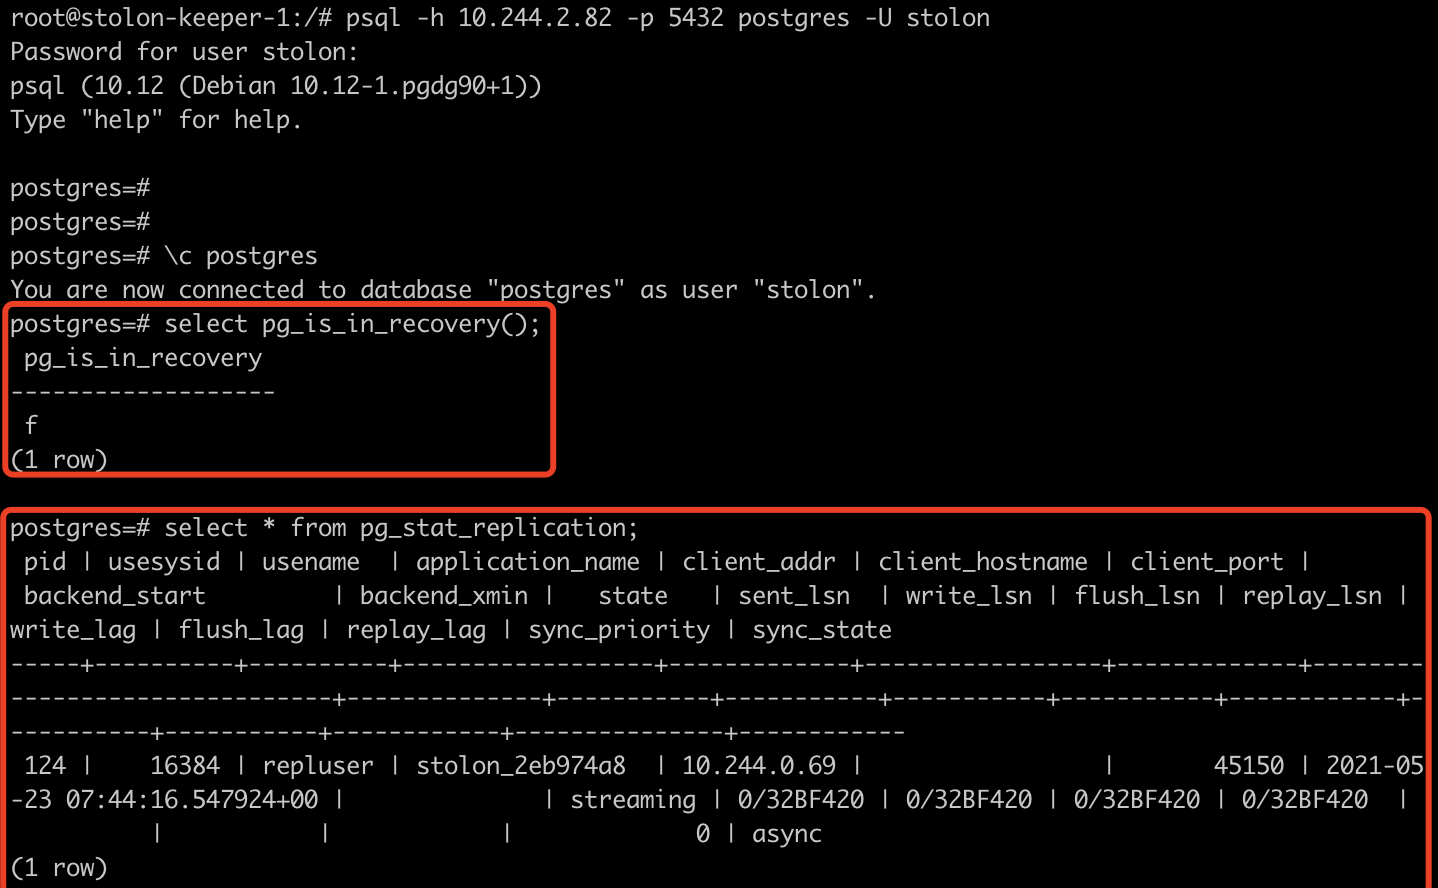 root@stolon-keeper-1:/# psql -h 10.244.2.82 -p 5432 postgres -U stolon
Password for user stolon:
psql (10.12 (Debian 10.12-1.pgdg90+1))
Type "help" for help.

postgres=#
postgres=#
postgres=# \c postgres
You are now connected to database "postgres" as user "stolon".
postgres=# select pg_is_in_recovery();
 pg_is_in_recovery
-------------------
 f
(1 row)

postgres=# select * from pg_stat_replication;
 pid | usesysid | usename  | application_name | client_addr | client_hostname | client_port |
 backend_start         | backend_xmin |   state   | sent_lsn  | write_lsn | flush_lsn | replay_lsn |
write_lag | flush_lag | replay_lag | sync_priority | sync_state
-----+----------+----------+------------------+-------------+-----------------+-------------+--------
-----------------------+--------------+-----------+-----------+-----------+-----------+------------+-
----------+-----------+------------+---------------+------------
 124 |    16384 | repluser | stolon_2eb974a8  | 10.244.0.69 |                 |       45150 | 2021-05
-23 07:44:16.547924+00 |              | streaming | 0/32BF420 | 0/32BF420 | 0/32BF420 | 0/32BF420  |
          |           |            |             0 | async
(1 row)